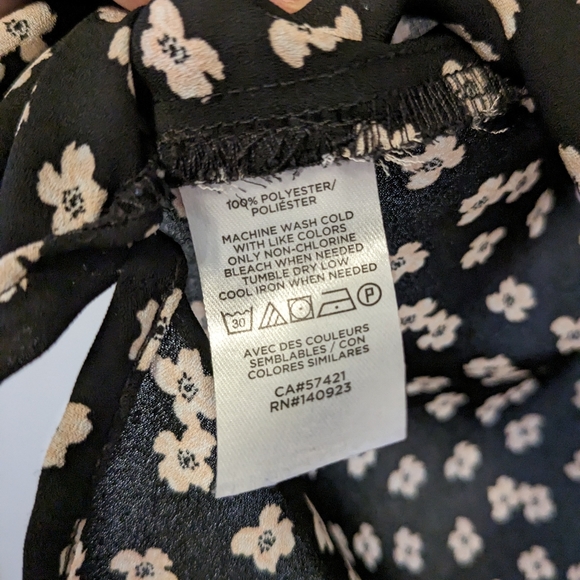 100% POLYESTER/
POLIÉSTER
MACHINE WASH COLD
WITH LIKE COLORS
ONLY NON-CHLORINE
BLEACH WHEN NEEDED
TUMBLE DRY LOW
COOL IRON WHEN NEEDED
30 P
AVEC DES COULEURS
SEMBLABLES / CON
COLORES SIMILARES
CA#57421
RN#140923